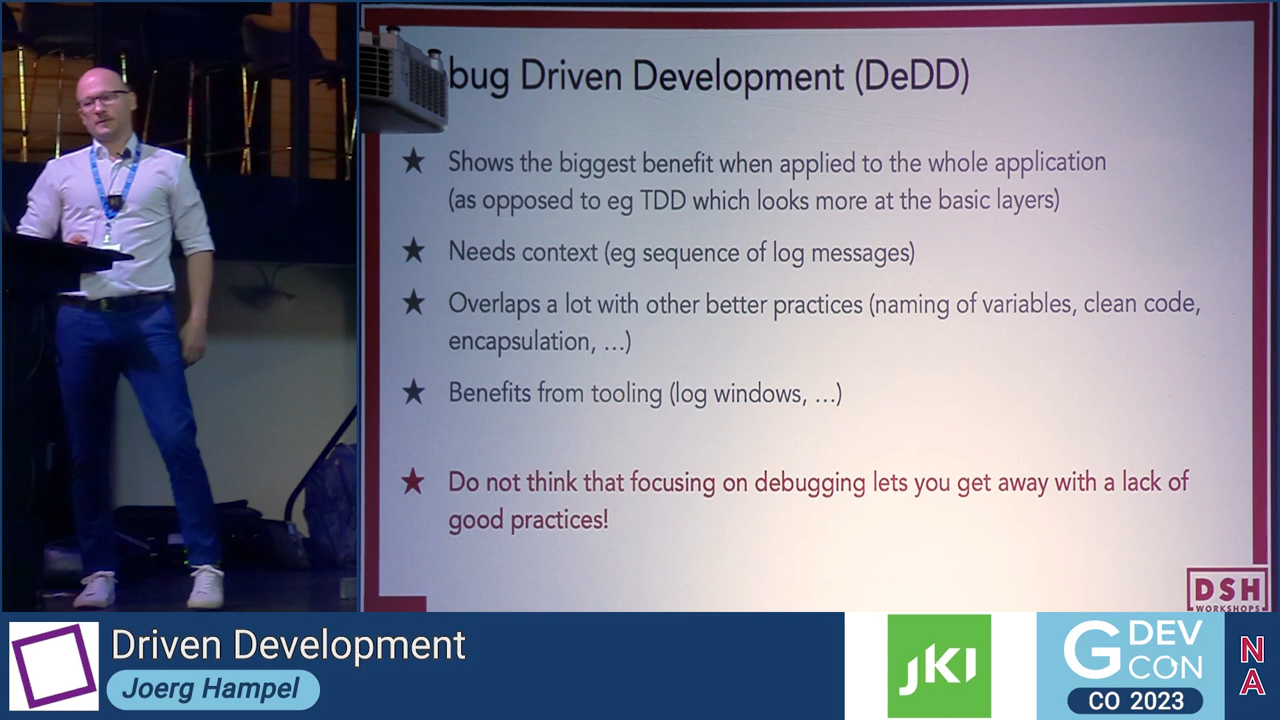 bug Driven Development (DeDD)
★ Shows the biggest benefit when applied to the whole application
(as opposed to eg TDD which looks more at the basic layers)
★ Needs context (eg sequence of log messages)
★ Overlaps a lot with other better practices (naming of variables, clean code,
encapsulation, ...)
★ Benefits from tooling (log windows, ...)
★ Do not think that focusing on debugging lets you get away with a lack of
good practices!
DSH
WORKSHOPS
Driven Development
Joerg Hampel
JKI
G DEV
CON
CO 2023
NA